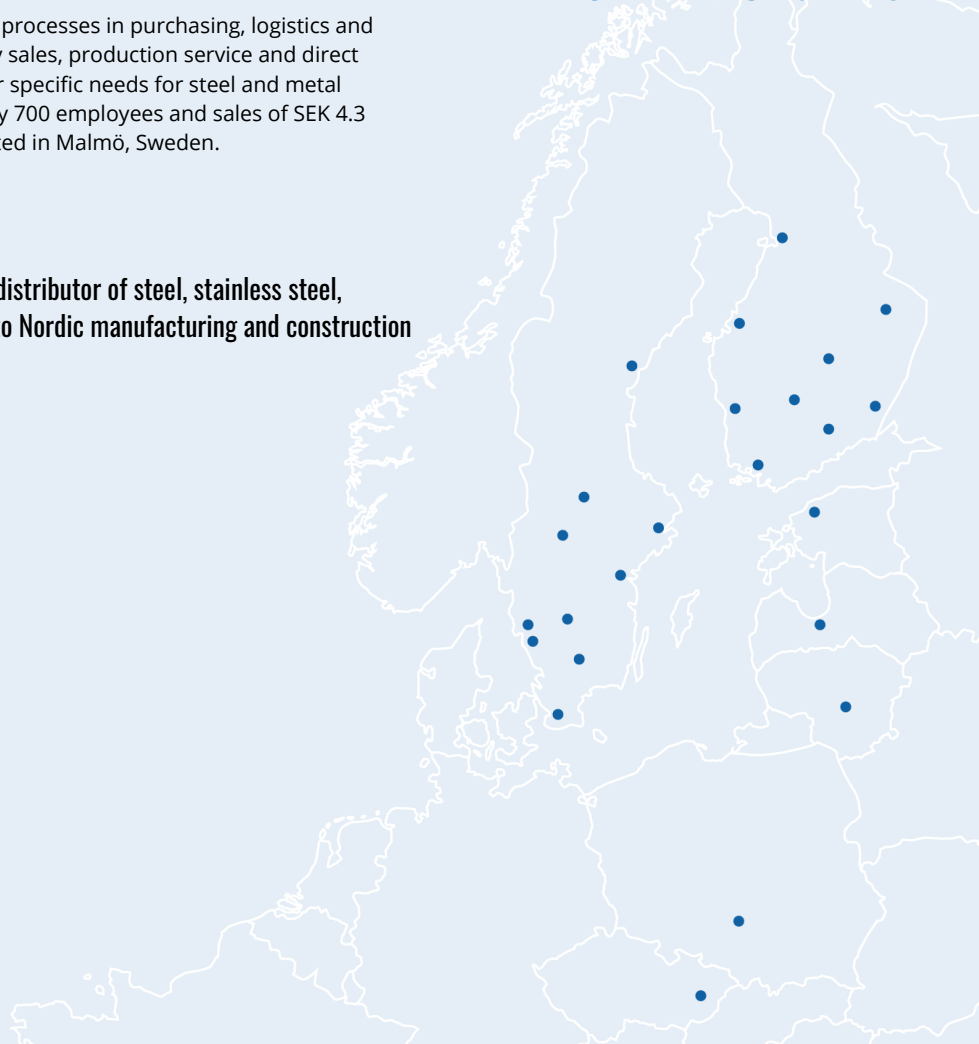 processes in purchasing, logistics and
sales, production service and direct
specific needs for steel and metal
700 employees and sales of SEK 4.3
in Malmö, Sweden.
distributor of steel, stainless steel,
Nordic manufacturing and construction